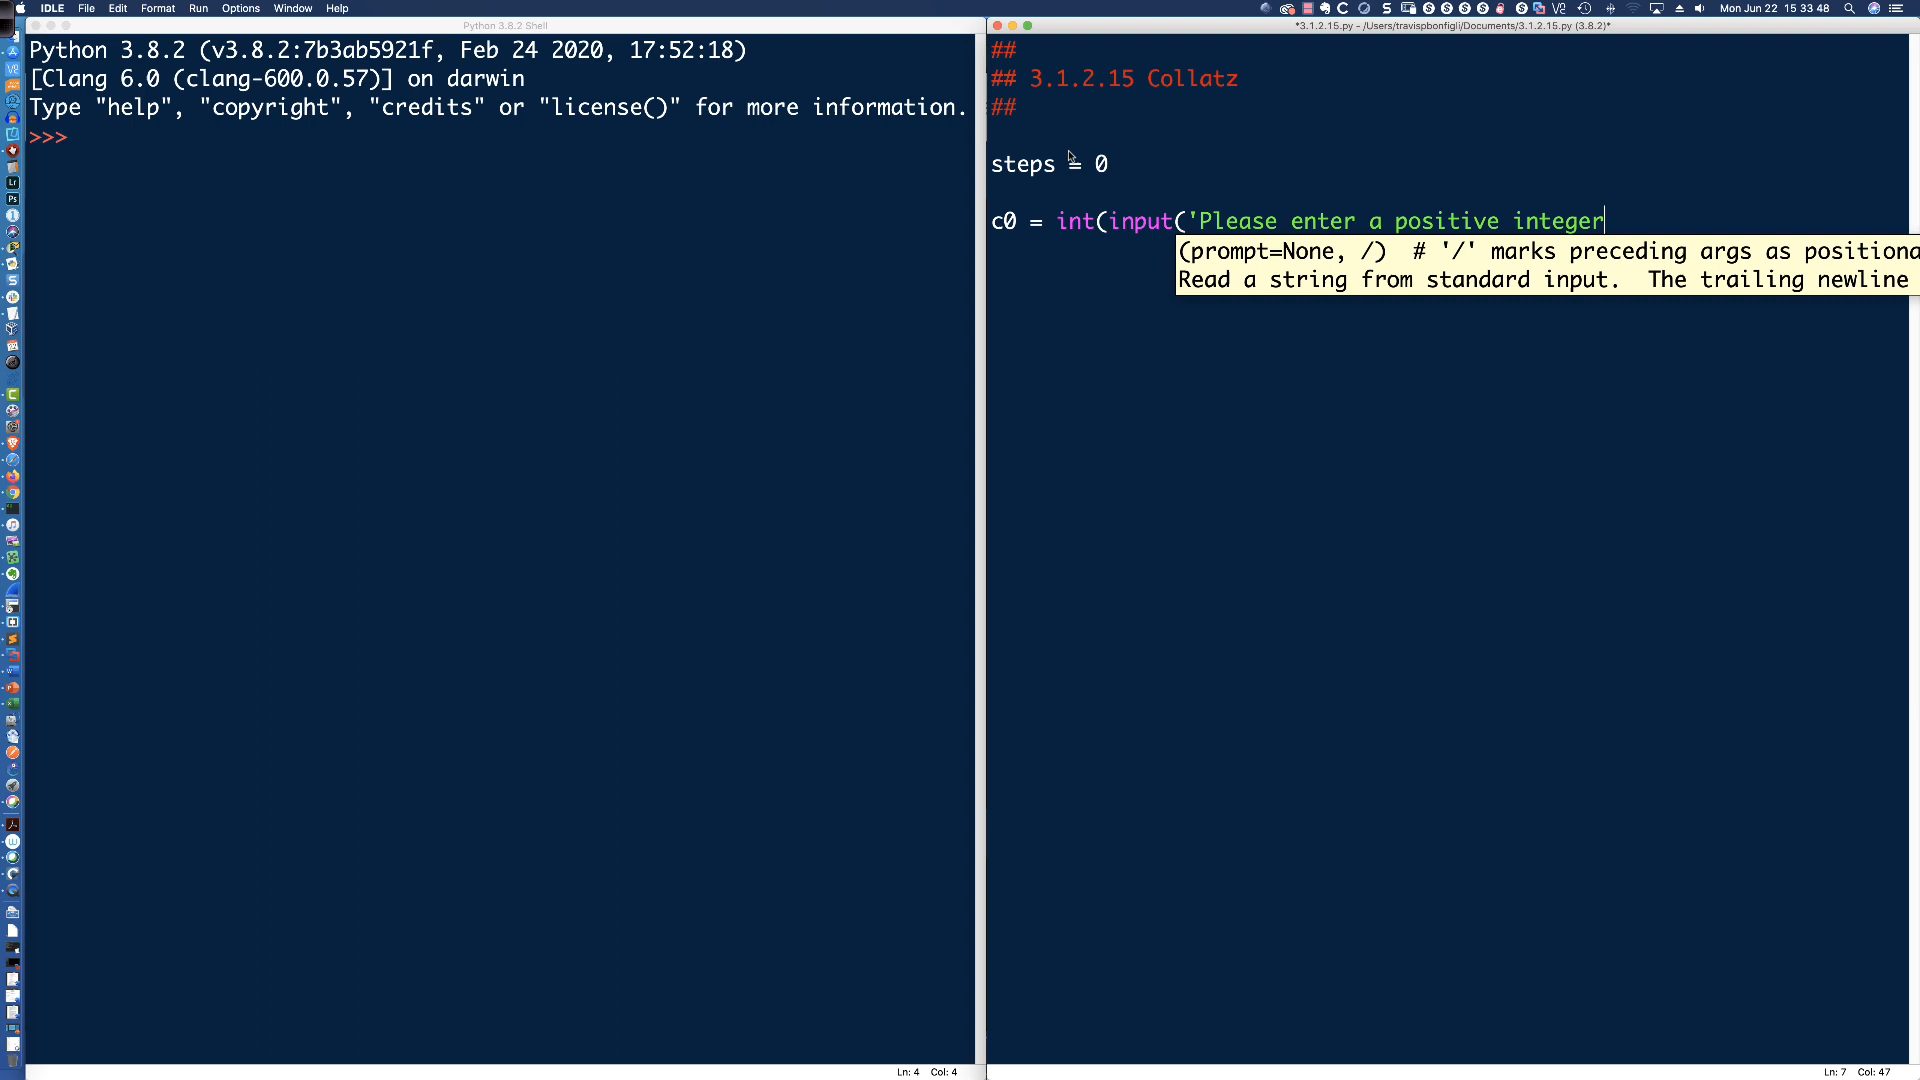 IDLE File Edit Format Run Options Window Help
Mon Jun 22 15 33 48
Python 3.8.2 Shell
*3.1.2.15.py - /Users/travispbonfigli/Documents/3.1.2.15.py (3.8.2)*
Python 3.8.2 (v3.8.2:7b3ab5921f, Feb 24 2020, 17:52:18)
[Clang 6.0 (clang-600.0.57)] on darwin
Type "help", "copyright", "credits" or "license()" for more information.
>>>
Ln: 4 Col: 4
##
## 3.1.2.15 Collatz
##
steps = 0
c0 = int(input('Please enter a positive integer
(prompt=None, /) # '/' marks preceding args as positiona
Read a string from standard input. The trailing newline
Ln: 7 Col: 47
Lr
Ps